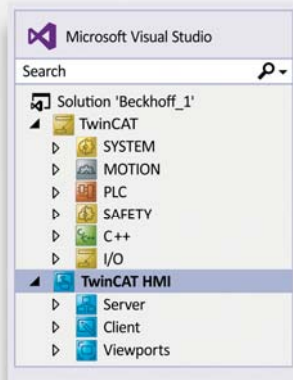 Microsoft Visual Studio
Search
Solution 'Beckhoff_1'
TwinCAT
SYSTEM
MOTION
PLC
SAFETY
C++
I/O
TwinCAT HMI
Server
Client
Viewports